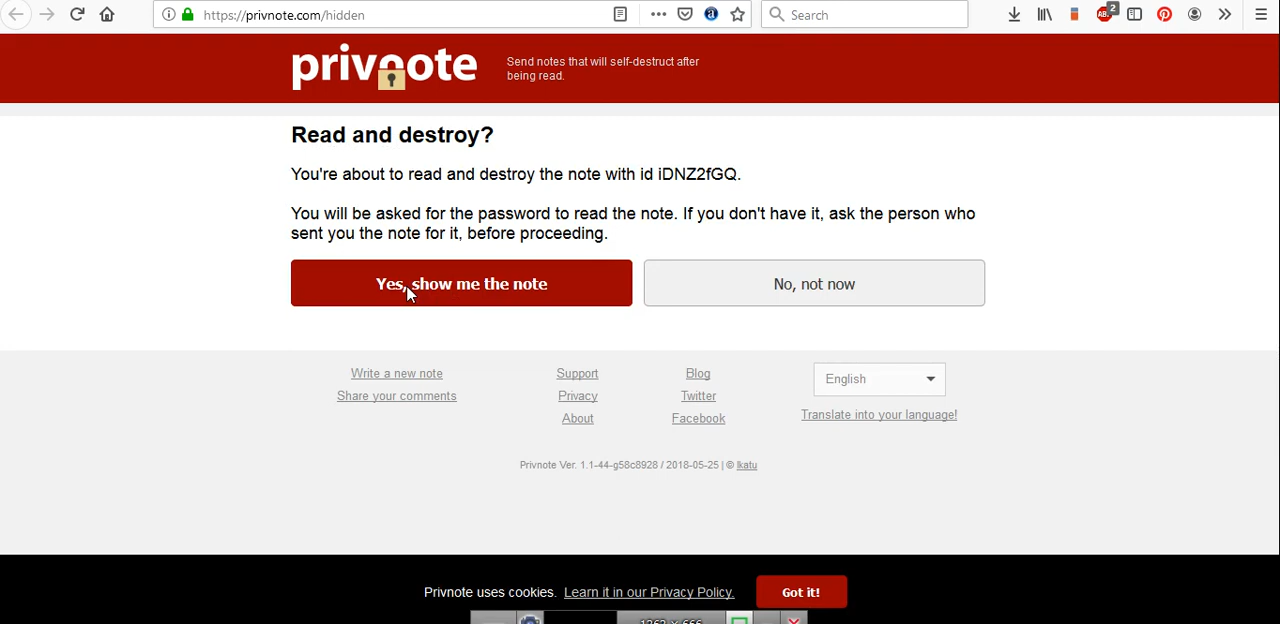 https://privnote.com/hidden
Search
2
privnote
Send notes that will self-destruct after
being read.
Read and destroy?
You're about to read and destroy the note with id iDNZ2fGQ.
You will be asked for the password to read the note. If you don't have it, ask the person who
sent you the note for it, before proceeding.
Yes, show me the note
No, not now
Write a new note
Support
Blog
English
Share your comments
Privacy
Twitter
Translate into your language!
About
Facebook
Privnote Ver. 1.1-44-g58c8928 / 2018-05-25 | © Ikatu
Privnote uses cookies. Learn it in our Privacy Policy.
Got it!